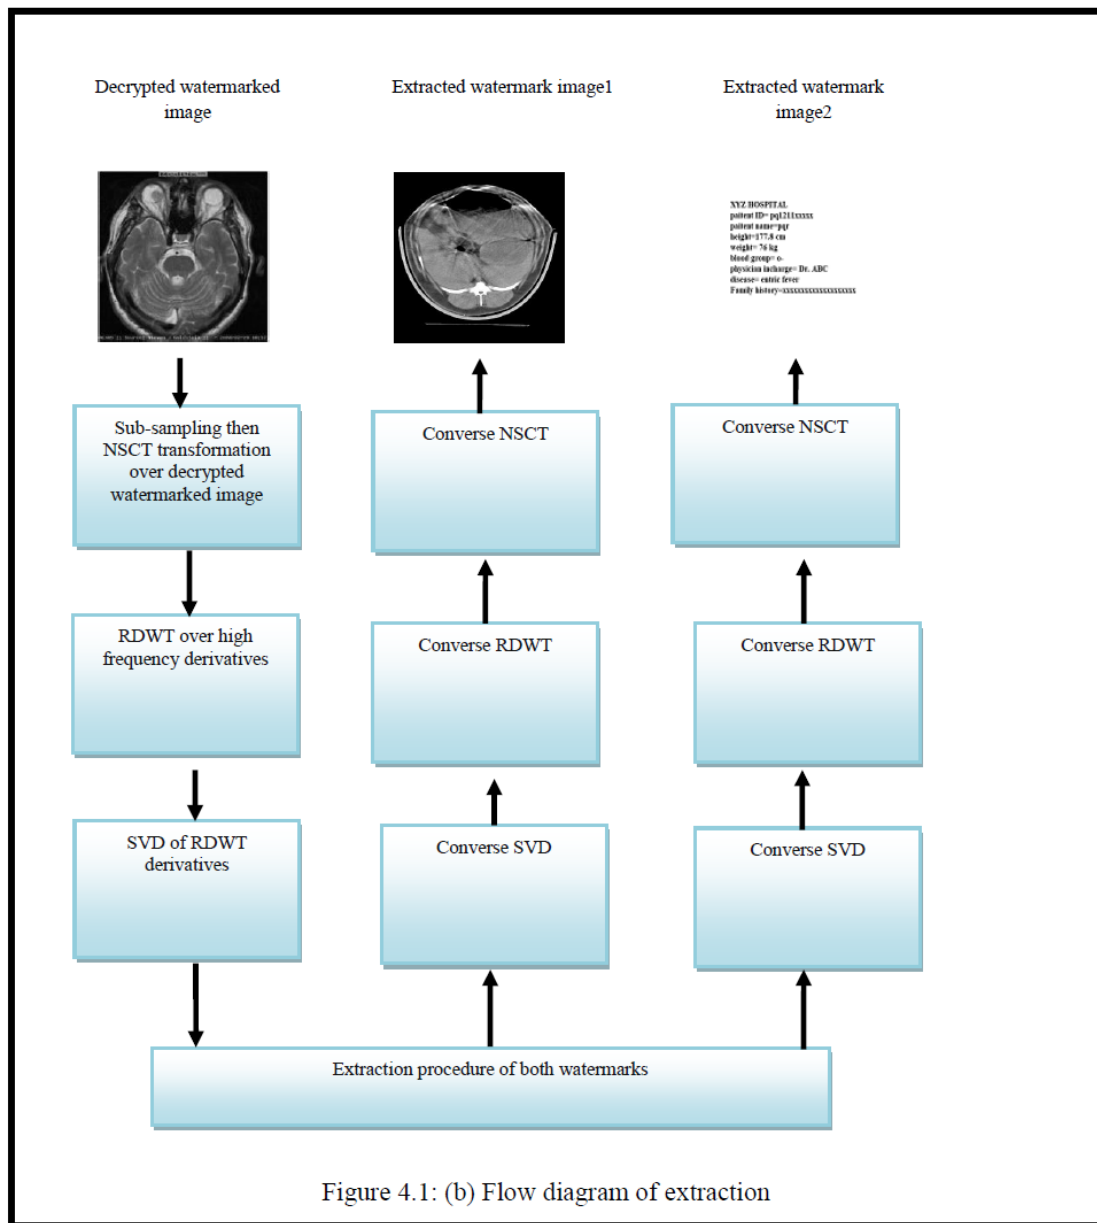 Decrypted watermarked
image
Extracted watermark image1
Extracted watermark
image2
XYZ HOSPITAL
paitent ID= pq1211xxxxx
paitent name=pqr
height=177.8 cm
weight= 76 kg
blood group= o-
physician incharge= Dr. ABC
disease= entric fever
Family history=xxxxxxxxxxxxxxxxxxx
Sub-sampling then
NSCT transformation
over decrypted
watermarked image
Converse NSCT
Converse NSCT
RDWT over high
frequency derivatives
Converse RDWT
Converse RDWT
SVD of RDWT
derivatives
Converse SVD
Converse SVD
Extraction procedure of both watermarks
Figure 4.1: (b) Flow diagram of extraction